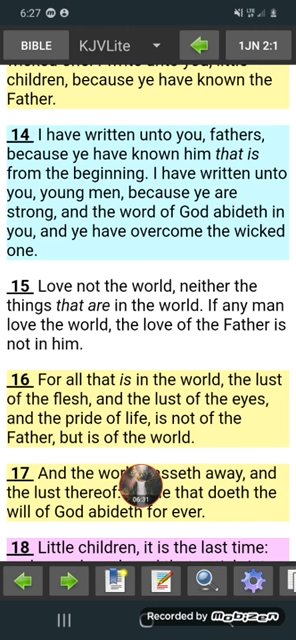 6:27
LTE
BIBLE KJVLite 1JN 2:1
children, because ye have known the
Father.
14 I have written unto you, fathers,
because ye have known him that is
from the beginning. I have written unto
you, young men, because ye are
strong, and the word of God abideth in
you, and ye have overcome the wicked
one.
15 Love not the world, neither the
things that are in the world. If any man
love the world, the love of the Father is
not in him.
16 For all that is in the world, the lust
of the flesh, and the lust of the eyes,
and the pride of life, is not of the
Father, but is of the world.
17 And the sseth away, and
the lust thereof that doeth the
06:31
will of God abideth for ever.
18 Little children, it is the last time:
Recorded by Mobizen